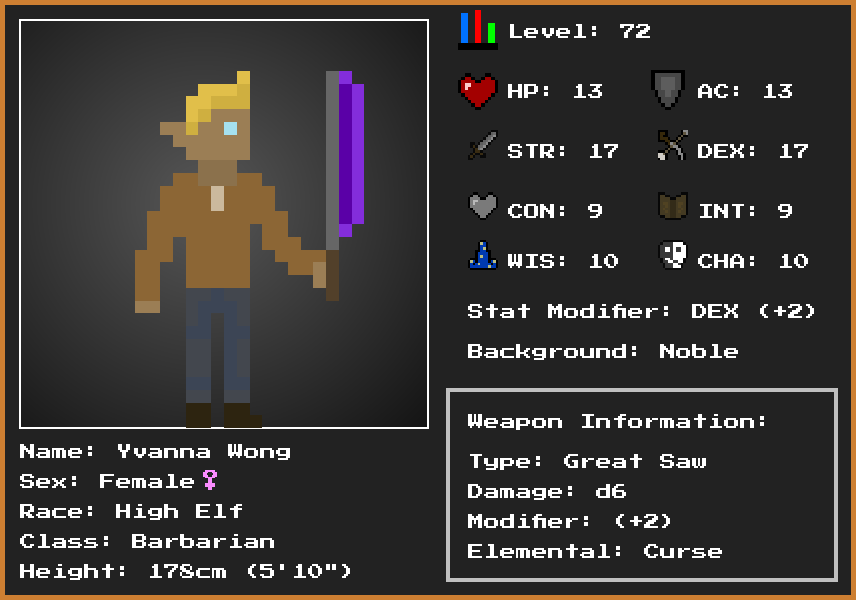 Level: 72
HP: 13
AC: 13
STR: 17
DEX: 17
CON: 9
INT: 9
WIS: 10
CHA: 10
Stat Modifier: DEX (+2)
Background: Noble
Weapon Information:
Type: Great Saw
Damage: d6
Modifier: (+2)
Elemental: Curse
Name: Yvanna Wong
Sex: Female♀
Race: High Elf
Class: Barbarian
Height: 178cm (5'10")